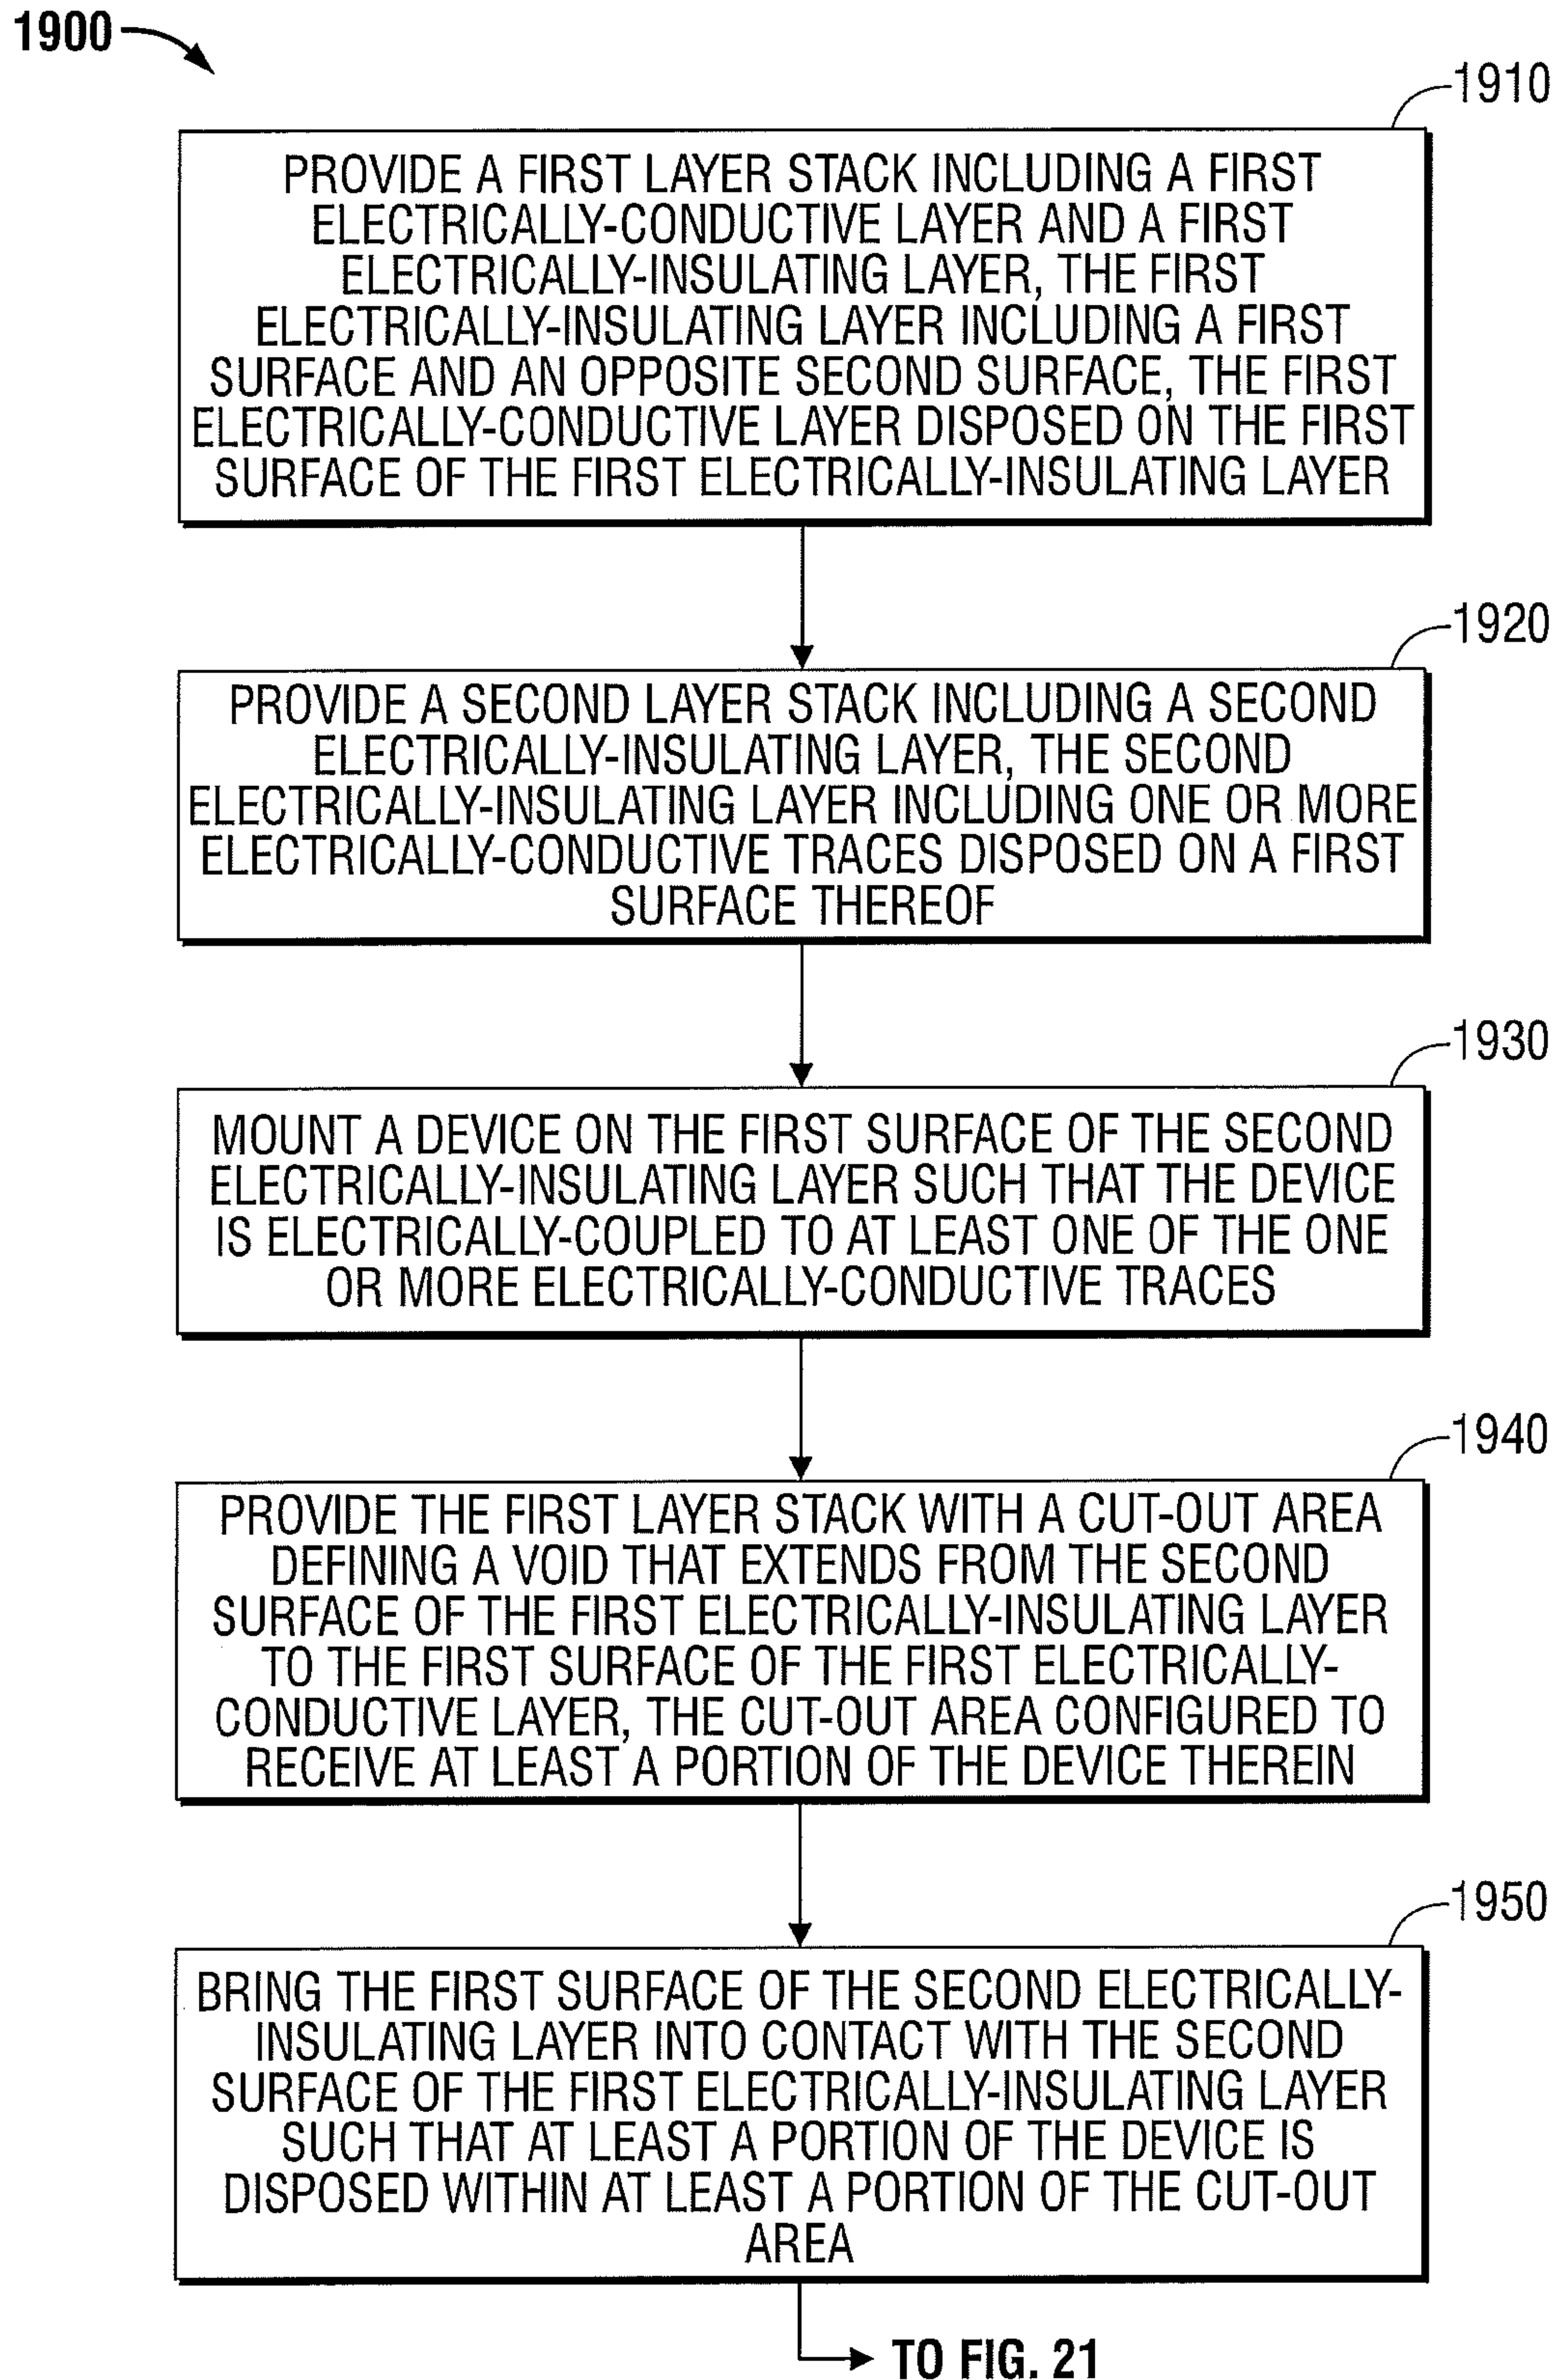 1900
1910
PROVIDE A FIRST LAYER STACK INCLUDING A FIRST
ELECTRICALLY-CONDUCTIVE LAYER AND A FIRST
ELECTRICALLY-INSULATING LAYER, THE FIRST
ELECTRICALLY-INSULATING LAYER INCLUDING A FIRST
SURFACE AND AN OPPOSITE SECOND SURFACE, THE FIRST
ELECTRICALLY-CONDUCTIVE LAYER DISPOSED ON THE FIRST
SURFACE OF THE FIRST ELECTRICALLY-INSULATING LAYER
1920
PROVIDE A SECOND LAYER STACK INCLUDING A SECOND
ELECTRICALLY-INSULATING LAYER, THE SECOND
ELECTRICALLY-INSULATING LAYER INCLUDING ONE OR MORE
ELECTRICALLY-CONDUCTIVE TRACES DISPOSED ON A FIRST
SURFACE THEREOF
1930
MOUNT A DEVICE ON THE FIRST SURFACE OF THE SECOND
ELECTRICALLY-INSULATING LAYER SUCH THAT THE DEVICE
IS ELECTRICALLY-COUPLED TO AT LEAST ONE OF THE ONE
OR MORE ELECTRICALLY-CONDUCTIVE TRACES
1940
PROVIDE THE FIRST LAYER STACK WITH A CUT-OUT AREA
DEFINING A VOID THAT EXTENDS FROM THE SECOND
SURFACE OF THE FIRST ELECTRICALLY-INSULATING LAYER
TO THE FIRST SURFACE OF THE FIRST ELECTRICALLY-
CONDUCTIVE LAYER, THE CUT-OUT AREA CONFIGURED TO
RECEIVE AT LEAST A PORTION OF THE DEVICE THEREIN
1950
BRING THE FIRST SURFACE OF THE SECOND ELECTRICALLY-
INSULATING LAYER INTO CONTACT WITH THE SECOND
SURFACE OF THE FIRST ELECTRICALLY-INSULATING LAYER
SUCH THAT AT LEAST A PORTION OF THE DEVICE IS
DISPOSED WITHIN AT LEAST A PORTION OF THE CUT-OUT
AREA
TO FIG. 21